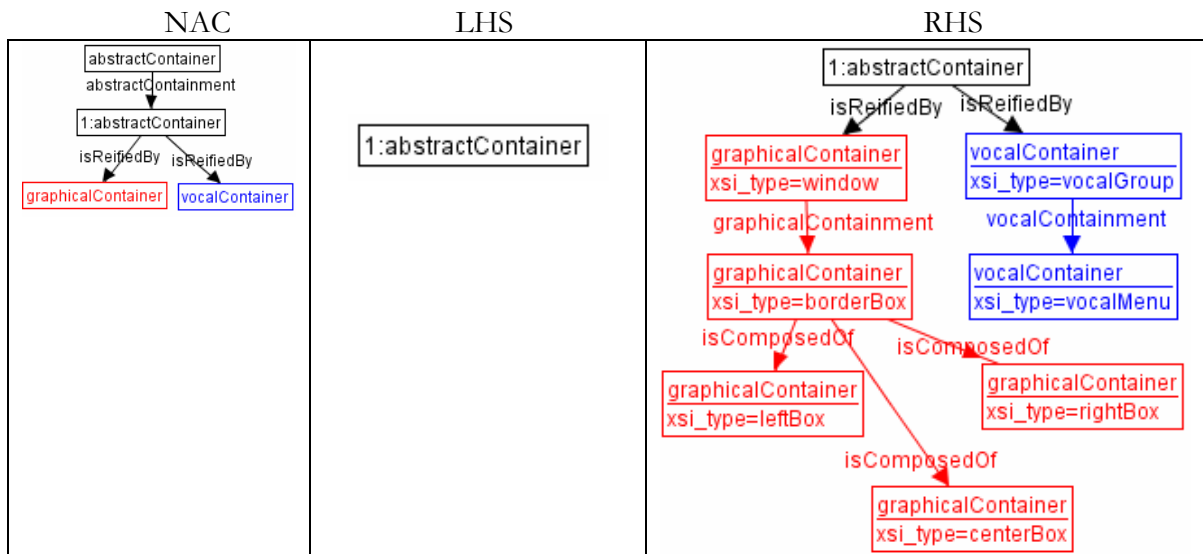 NAC
LHS
RHS
abstractContainer
abstractContainment
1:abstractContainer
isReifiedBy
isReifiedBy
graphicalContainer
vocalContainer
1:abstractContainer
1:abstractContainer
isReifiedBy
isReifiedBy
graphicalContainer
xsi_type=window
vocalContainer
xsi_type=vocalGroup
graphicalContainment
vocalContainment
graphicalContainer
xsi_type=borderBox
vocalContainer
xsi_type=vocalMenu
isComposedOf
isComposedOf
graphicalContainer
xsi_type=leftBox
graphicalContainer
xsi_type=rightBox
isComposedOf
graphicalContainer
xsi_type=centerBox